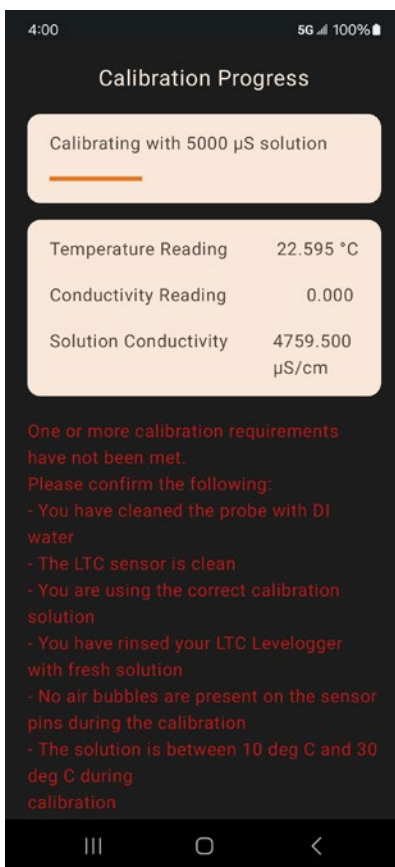 4:00 5G 100%
Calibration Progress
Calibrating with 5000 µS solution
Temperature Reading 22.595 °C
Conductivity Reading 0.000
Solution Conductivity 4759.500
µS/cm
One or more calibration requirements
have not been met.
Please confirm the following:
- You have cleaned the probe with DI
water
- The LTC sensor is clean
- You are using the correct calibration
solution
- You have rinsed your LTC Levelogger
with fresh solution
- No air bubbles are present on the sensor
pins during the calibration
- The solution is between 10 deg C and 30
deg C during
calibration